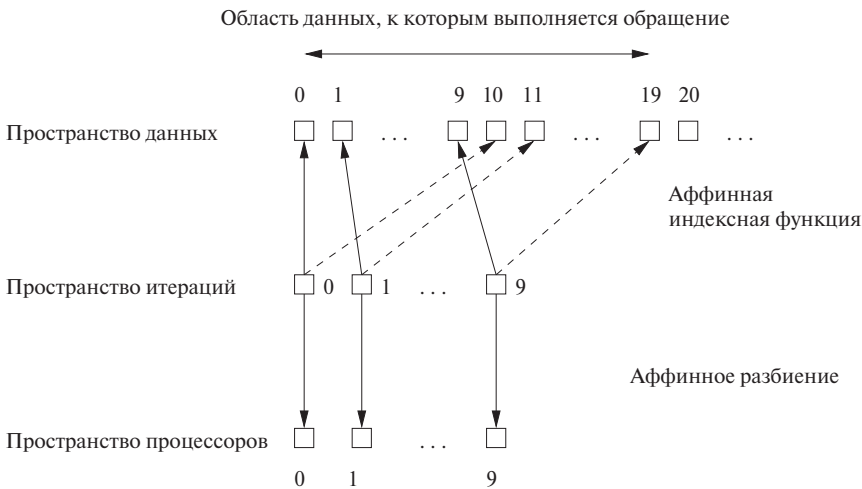 Область данных, к которым выполняется обращение
0 1 9 10 11 19 20
Пространство данных ... ... ...
Аффинная
индексная функция
Пространство итераций 0 1 ... 9
Аффинное разбиение
Пространство процессоров ...
0 1 9